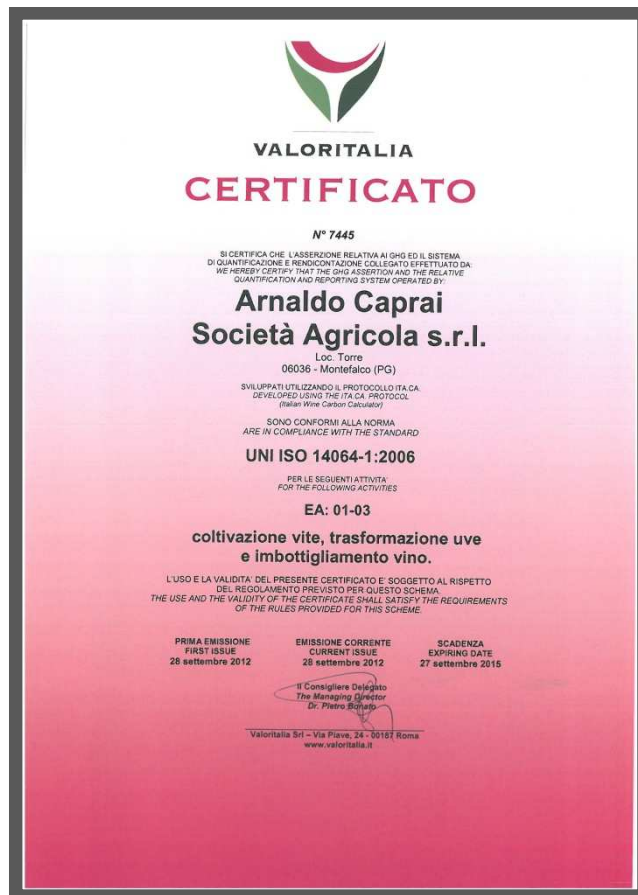 VALORITALIA
CERTIFICATO
N° 7445
SI CERTIFICA CHE L'ASSERZIONE RELATIVA AI GHG ED IL SISTEMA
DI QUANTIFICAZIONE E RENDICONTAZIONE COLLEGATO EFFETTUATO DA:
WE HEREBY CERTIFY THAT THE GHG ASSERTION AND THE RELATIVE
QUANTIFICATION AND REPORTING SYSTEM OPERATED BY:
Arnaldo Caprai
Società Agricola s.r.l.
Loc. Torre
06036 - Montefalco (PG)
SVILUPPATI UTILIZZANDO IL PROTOCOLLO ITA.CA.
DEVELOPED USING THE ITA.CA. PROTOCOL
(Italian Wine Carbon Calculator)
SONO CONFORMI ALLA NORMA
ARE IN COMPLIANCE WITH THE STANDARD
UNI ISO 14064-1:2006
PER LE SEGUENTI ATTIVITA'
FOR THE FOLLOWING ACTIVITIES
EA: 01-03
coltivazione vite, trasformazione uve
e imbottigliamento vino.
L'USO E LA VALIDITA' DEL PRESENTE CERTIFICATO E' SOGGETTO AL RISPETTO
DEL REGOLAMENTO PREVISTO PER QUESTO SCHEMA.
THE USE AND THE VALIDITY OF THE CERTIFICATE SHALL SATISFY THE REQUIREMENTS
OF THE RULES PROVIDED FOR THIS SCHEME.
PRIMA EMISSIONE
FIRST ISSUE
28 settembre 2012
EMISSIONE CORRENTE
CURRENT ISSUE
28 settembre 2012
SCADENZA
EXPIRING DATE
27 settembre 2015
Il Consigliere Delegato
The Managing Director
Dr. Pietro Bonato
Valoritalia Srl – Via Piave, 24 - 00187 Roma
www.valoritalia.it